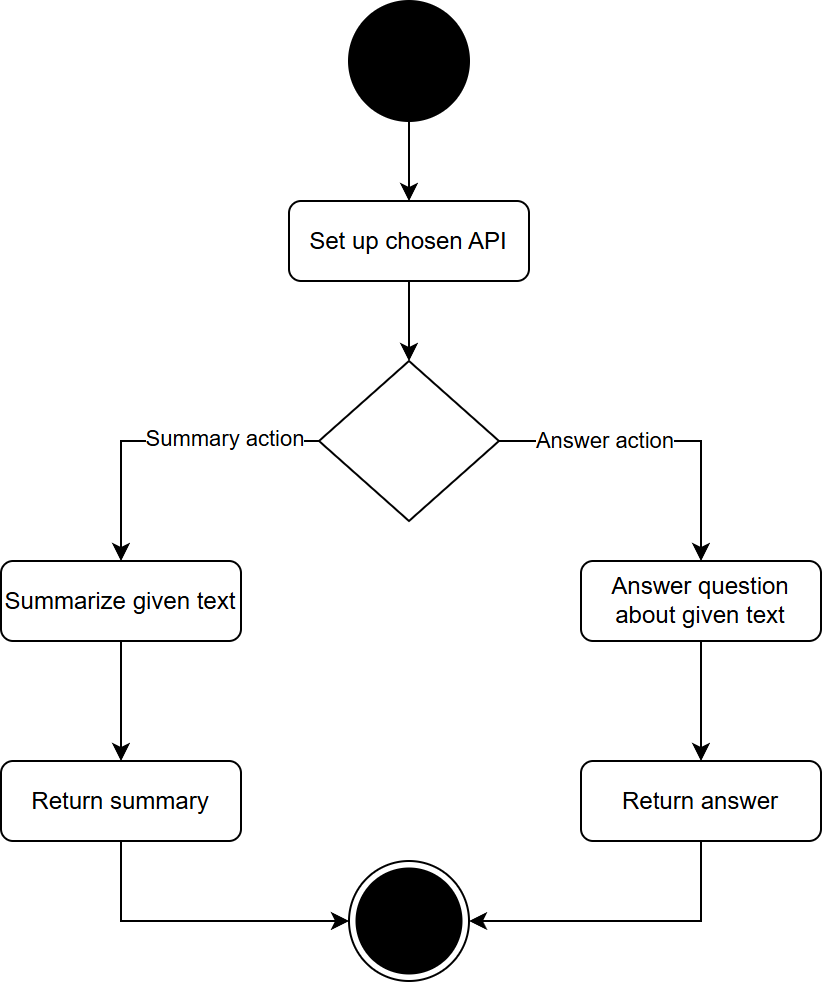 Set up chosen API
Summary action
Answer action
Summarize given text
Answer question
about given text
Return summary
Return answer